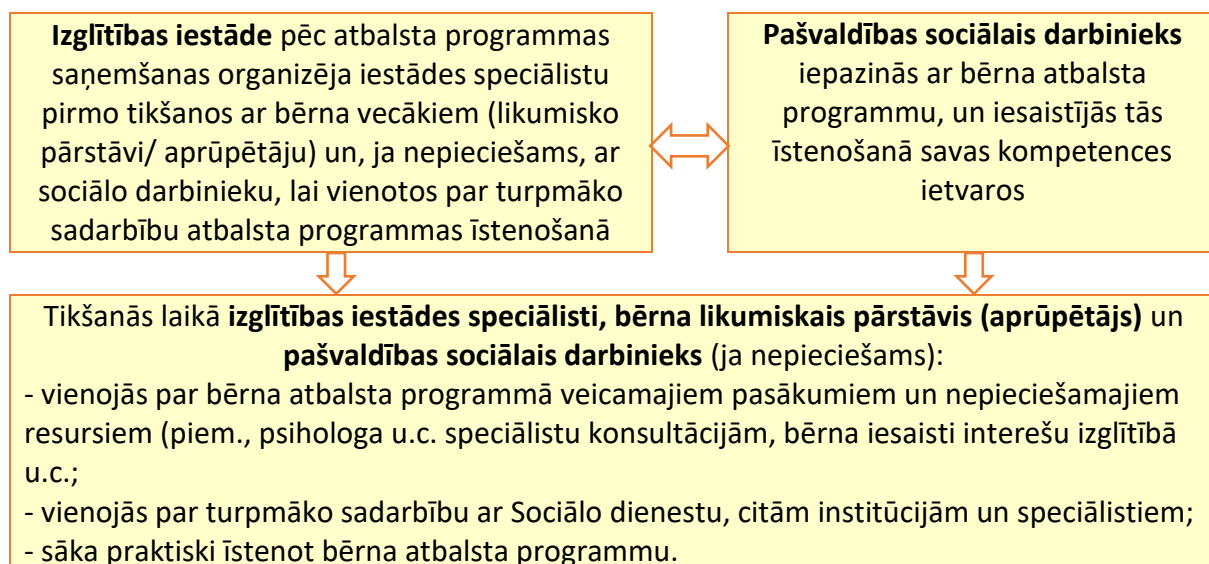 Izglītības iestāde pēc atbalsta programmas
saņemšanas organizēja iestādes speciālistu
pirmo tikšanos ar bērna vecākiem (likumisko
pārstāvi/ aprūpētāju) un, ja nepieciešams, ar
sociālo darbinieku, lai vienotos par turpmāko
sadarbību atbalsta programmas īstenošanā
Pašvaldības sociālais darbinieks
iepazinās ar bērna atbalsta
programmu, un iesaistījās tās
īstenošanā savas kompetences
ietvaros
Tikšanās laikā izglītības iestādes speciālisti, bērna likumiskais pārstāvis (aprūpētājs) un
pašvaldības sociālais darbinieks (ja nepieciešams):
- vienojās par bērna atbalsta programmā veicamajiem pasākumiem un nepieciešamajiem
resursiem (piem., psihologa u.c. speciālistu konsultācijām, bērna iesaisti interešu izglītībā
u.c.;
- vienojās par turpmāko sadarbību ar Sociālo dienestu, citām institūcijām un speciālistiem;
- sāka praktiski īstenot bērna atbalsta programmu.